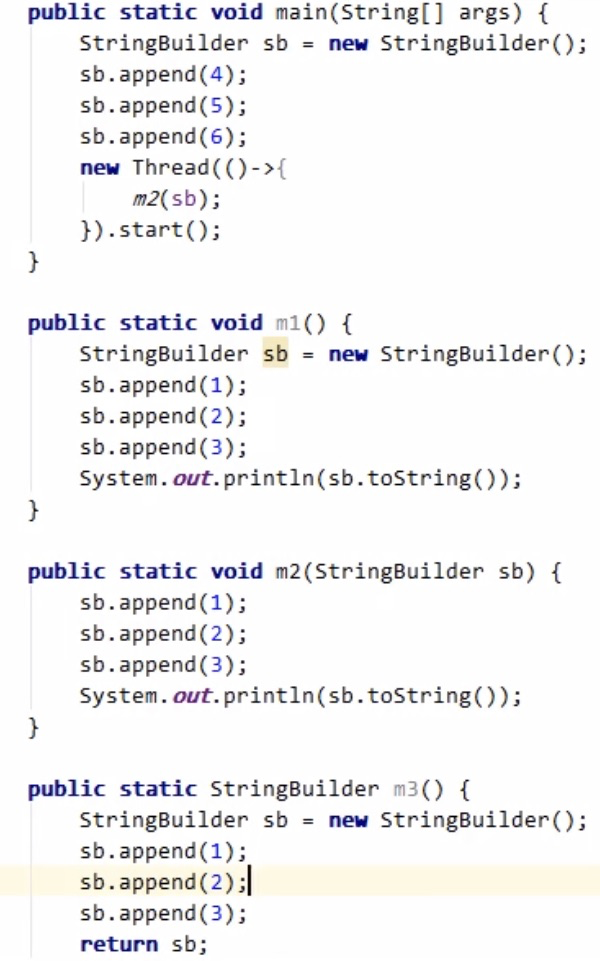 public static void main(String[] args) {
    StringBuilder sb = new StringBuilder();
    sb.append(4);
    sb.append(5);
    sb.append(6);
    new Thread(()->{
        m2(sb);
    }).start();
}
public static void m1() {
    StringBuilder sb = new StringBuilder();
    sb.append(1);
    sb.append(2);
    sb.append(3);
    System.out.println(sb.toString());
}
public static void m2(StringBuilder sb) {
    sb.append(1);
    sb.append(2);
    sb.append(3);
    System.out.println(sb.toString());
}
public static StringBuilder m3() {
    StringBuilder sb = new StringBuilder();
    sb.append(1);
    sb.append(2);
    sb.append(3);
    return sb;